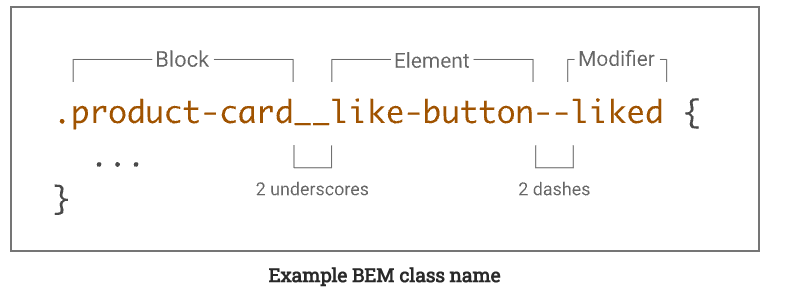 Block Element Modifier
.product-card__like-button--liked {
...
2 underscores 2 dashes
}
Example BEM class name